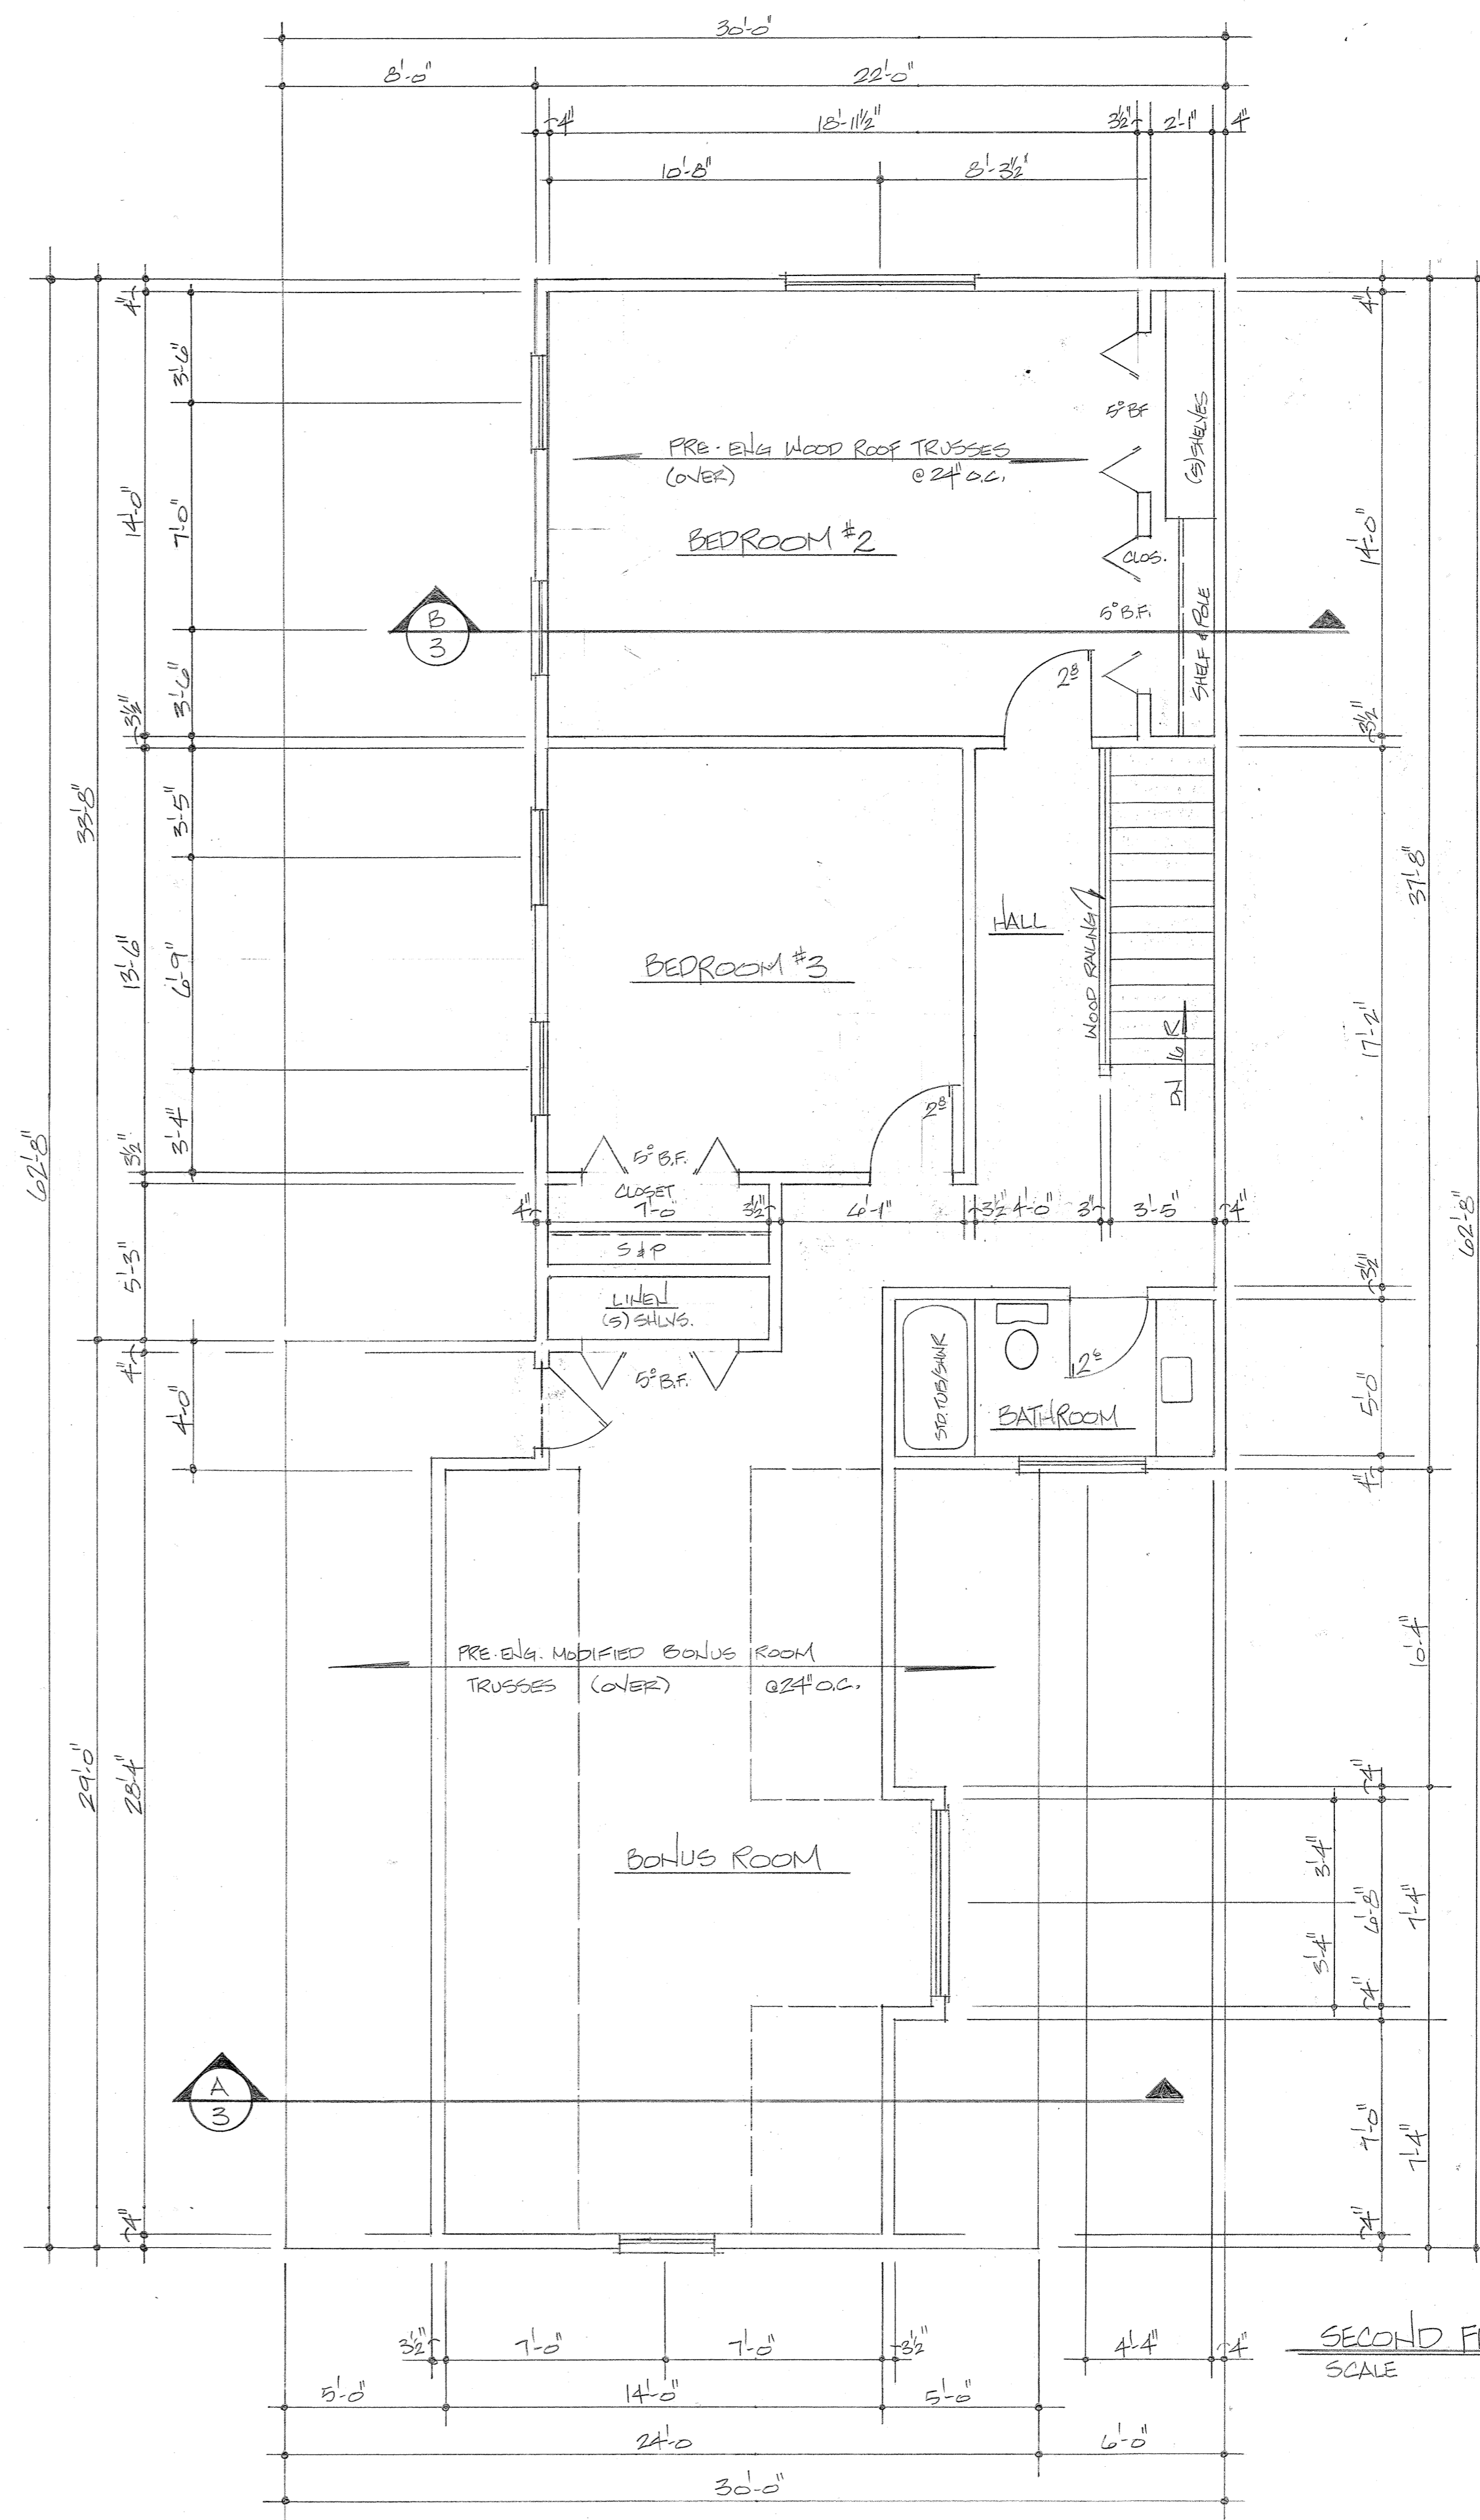 30'-0"
8'-0"
22'-0"
4"
18'-11½"
3½"
2'-1"
4"
10'-8"
8'-3½"
4"
3'-6"
14'-0"
7'-0"
3½"
3'-6"
33'-8"
3'-5"
13'-6"
6'-9"
62'-8"
3½"
3'-4"
5'-3"
4"
4'-0"
29'-0"
28'-4"
4"
PRE-ENG WOOD ROOF TRUSSES
(OVER) @24" O.C.
BEDROOM #2
5⁰ BF
(5) SHELVES
CLOS.
5⁰ B.F.
SHELF & POLE
B
3
2⁸
BEDROOM #3
HALL
WOOD RAILING
DN 16 R
2⁸
5⁰ B.F.
CLOSET
4"
7'-0"
3½"
6'-1"
3½"
4'-0"
3"
3'-5"
4"
S & P
LINEN
(5) SHLVS.
5⁰ B.F.
STD. TUB/SHWR
2⁶
BATHROOM
PRE-ENG. MODIFIED BONUS ROOM
TRUSSES (OVER) @24" O.C.
BONUS ROOM
A
3
4"
14'-0"
3½"
37'-8"
17'-2"
62'-8"
3½"
5'-0"
4"
10'-4"
4"
3'-4"
6'-8"
7'-4"
3'-4"
4"
7'-0"
7'-4"
4"
3½"
7'-0"
7'-0"
3½"
4'-4"
4"
5'-0"
14'-0"
5'-0"
24'-0
6'-0"
30'-0"
SECOND F
SCALE